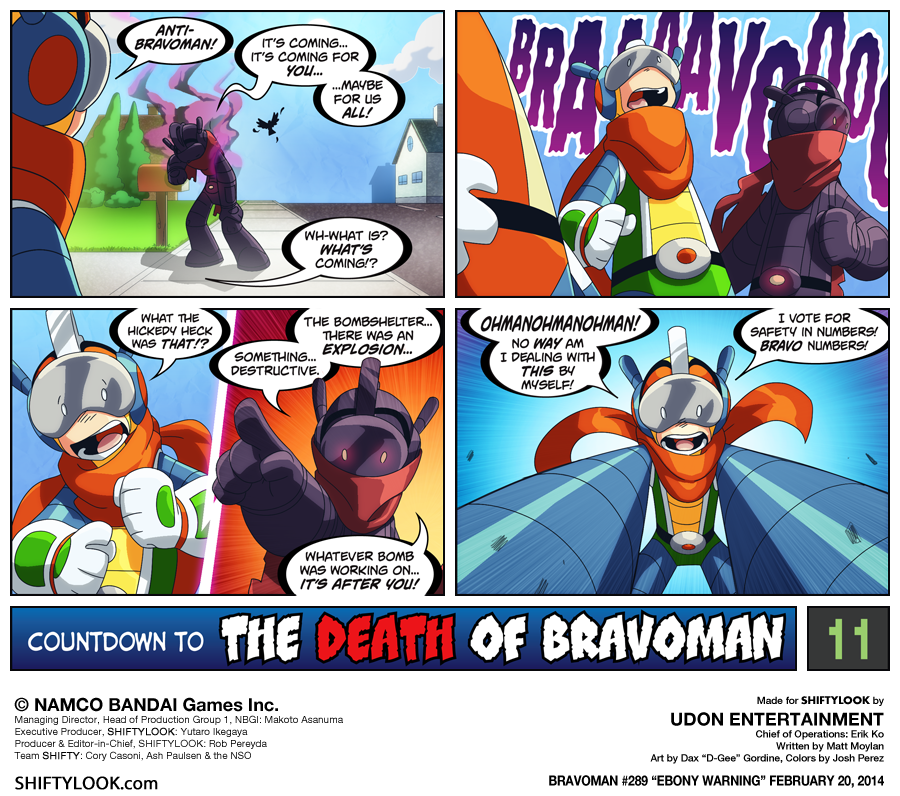 ANTI-
BRAVOMAN!
IT'S COMING...
IT'S COMING FOR
YOU...
...MAYBE
FOR US
ALL!
WH-WHAT IS?
WHAT'S
COMING!?
BRAAAAAVOOOO
WHAT THE
HICKEDY HECK
WAS THAT!?
THE BOMBSHELTER...
THERE WAS AN
EXPLOSION...
SOMETHING...
DESTRUCTIVE.
WHATEVER BOMB
WAS WORKING ON...
IT'S AFTER YOU!
OHMANOHMANOHMAN!
NO WAY AM
I DEALING WITH
THIS BY
MYSELF!
I VOTE FOR
SAFETY IN NUMBERS!
BRAVO NUMBERS!
COUNTDOWN TO THE DEATH OF BRAVOMAN 11
© NAMCO BANDAI Games Inc.
Managing Director, Head of Production Group 1, NBGI: Makoto Asanuma
Executive Producer, SHIFTYLOOK: Yutaro Ikegaya
Producer & Editor-in-Chief, SHIFTYLOOK: Rob Pereyda
Team SHIFTY: Cory Casoni, Ash Paulsen & the NSO
SHIFTYLOOK.com
Made for SHIFTYLOOK by
UDON ENTERTAINMENT
Chief of Operations: Erik Ko
Written by Matt Moylan
Art by Dax “D-Gee” Gordine, Colors by Josh Perez
BRAVOMAN #289 “EBONY WARNING” FEBRUARY 20, 2014